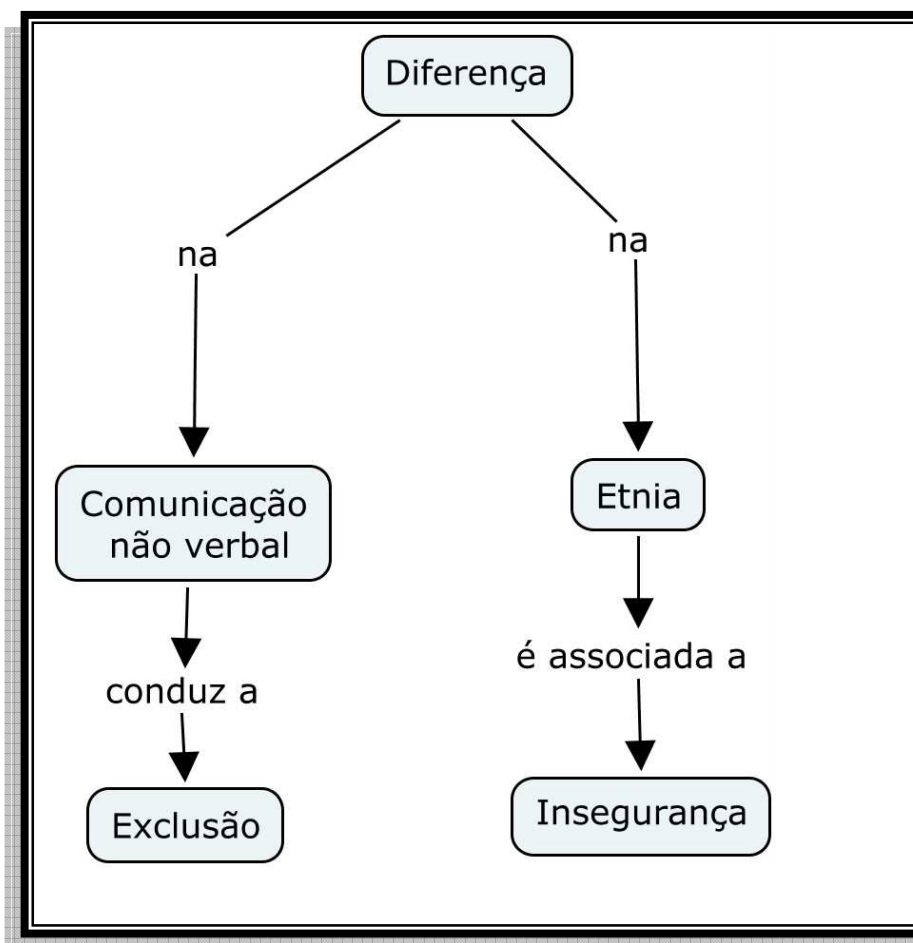 Diferença
na
na
Comunicação
não verbal
Etnia
conduz a
é associada a
Exclusão
Insegurança